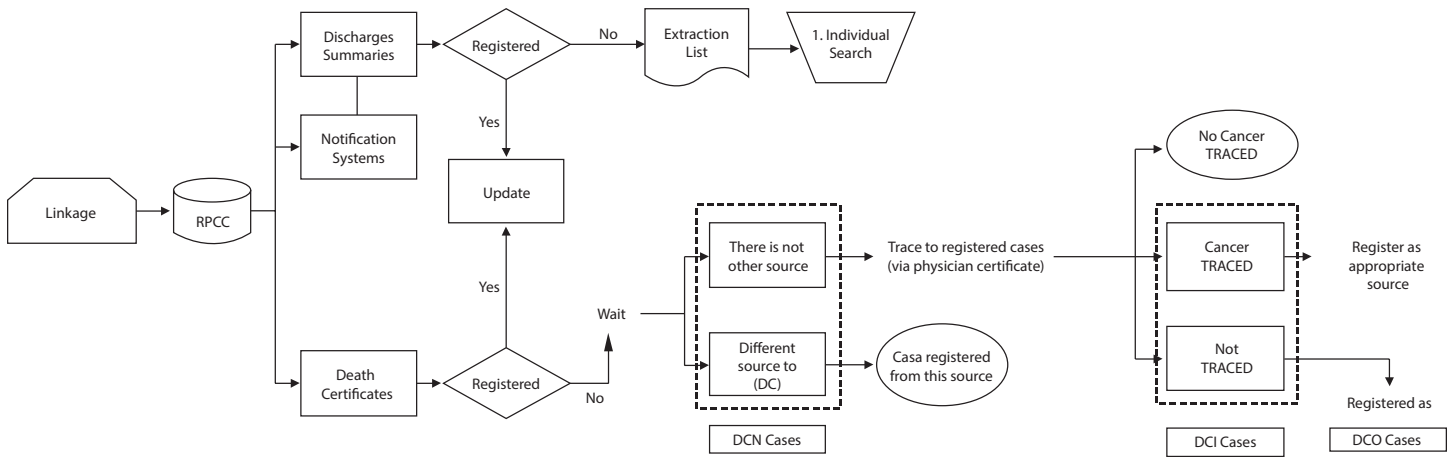 Discharges
Summaries
Registered
No
Extraction
List
1. Individual
Search
Yes
Notification
Systems
No Cancer
TRACED
Linkage
RPCC
Update
There is not
other source
Trace to registered cases
(via physician certificate)
Cancer
TRACED
Register as
appropriate
source
Yes
Wait
Different
source to
(DC)
Casa registered
from this source
Not
TRACED
Death
Certificates
Registered
No
Registered as
DCN Cases
DCI Cases
DCO Cases